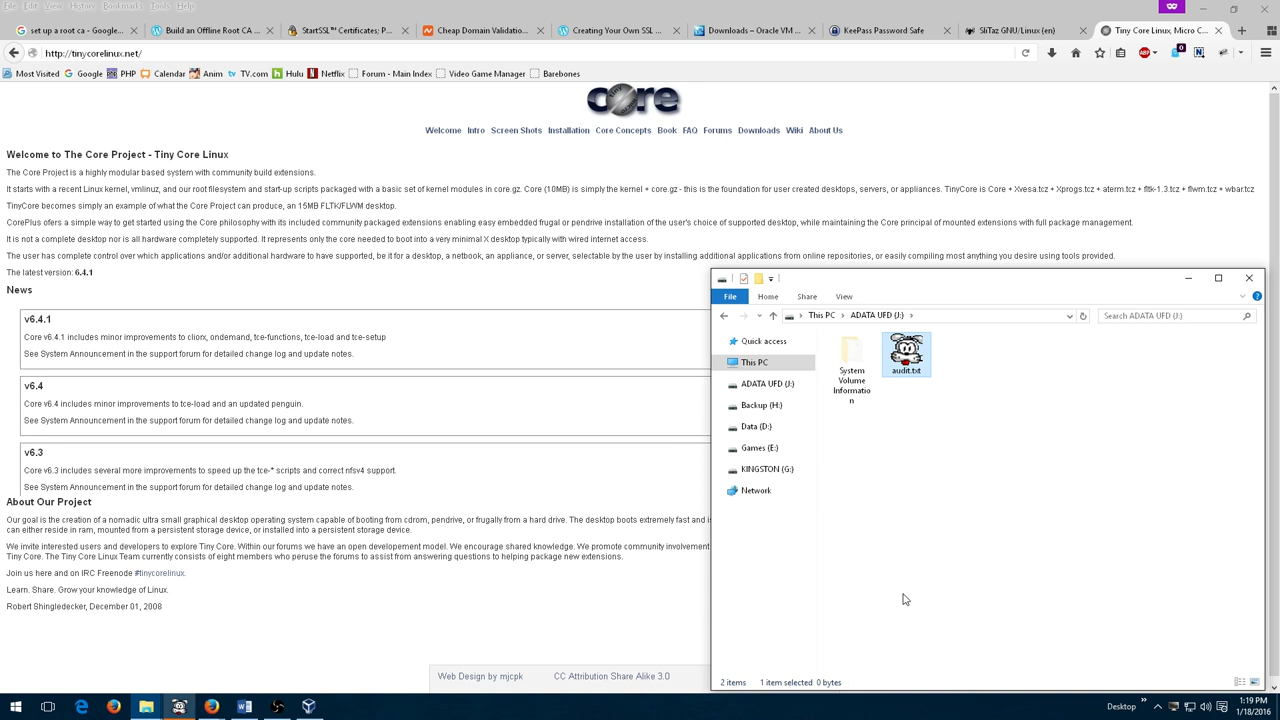 File Edit View History Bookmarks Tools Help
set up a root ca - Google...
Build an Offline Root CA ...
StartSSL™ Certificates; P...
Cheap Domain Validatio...
Creating Your Own SSL ...
Downloads – Oracle VM ...
KeePass Password Safe
SliTaz GNU/Linux (en)
Tiny Core Linux, Micro C...
http://tinycorelinux.net/
ABP
0
Most Visited
Google
PHP
Calendar
Anim
TV.com
Hulu
Netflix
Forum - Main Index
Video Game Manager
Barebones
core
Welcome Intro Screen Shots Installation Core Concepts Book FAQ Forums Downloads Wiki About Us
Welcome to The Core Project - Tiny Core Linux
The Core Project is a highly modular based system with community build extensions.
It starts with a recent Linux kernel, vmlinuz, and our root filesystem and start-up scripts packaged with a basic set of kernel modules in core.gz. Core (10MB) is simply the kernel + core.gz - this is the foundation for user created desktops, servers, or appliances. TinyCore is Core + Xvesa.tcz + Xprogs.tcz + aterm.tcz + fltk-1.3.tcz + flwm.tcz + wbar.tcz
TinyCore becomes simply an example of what the Core Project can produce, an 15MB FLTK/FLWM desktop.
CorePlus ofers a simple way to get started using the Core philosophy with its included community packaged extensions enabling easy embedded frugal or pendrive installation of the user's choice of supported desktop, while maintaining the Core principal of mounted extensions with full package management.
It is not a complete desktop nor is all hardware completely supported. It represents only the core needed to boot into a very minimal X desktop typically with wired internet access.
The user has complete control over which applications and/or additional hardware to have supported, be it for a desktop, a netbook, an appliance, or server, selectable by the user by installing additional applications from online repositories, or easily compiling most anything you desire using tools provided.
The latest version: 6.4.1
News
v6.4.1
Core v6.4.1 includes minor improvements to cliorx, ondemand, tce-functions, tce-load and tce-setup
See System Announcement in the support forum for detailed change log and update notes.
v6.4
Core v6.4 includes minor improvements to tce-load and an updated penguin.
See System Announcement in the support forum for detailed change log and update notes.
v6.3
Core v6.3 includes several more improvements to speed up the tce-* scripts and correct nfsv4 support.
See System Announcement in the support forum for detailed change log and update notes.
About Our Project
Our goal is the creation of a nomadic ultra small graphical desktop operating system capable of booting from cdrom, pendrive, or frugally from a hard drive. The desktop boots extremely fast and is
can either reside in ram, mounted from a persistent storage device, or installed into a persistent storage device.
We invite interested users and developers to explore Tiny Core. Within our forums we have an open developement model. We encourage shared knowledge. We promote community involvement
Tiny Core. The Tiny Core Linux Team currently consists of eight members who peruse the forums to assist from answering questions to helping package new extensions.
Join us here and on IRC Freenode #tinycorelinux.
Learn. Share. Grow your knowledge of Linux.
Robert Shingledecker, December 01, 2008
Web Design by mjcpk CC Attribution Share Alike 3.0
File Home Share View
This PC ADATA UFD (J:)
Search ADATA UFD (J:)
Quick access
This PC
ADATA UFD (J:)
Backup (H:)
Data (D:)
Games (E:)
KINGSTON (G:)
Network
System
Volume
Informatio
n
audit.txt
2 items 1 item selected 0 bytes
Desktop
1:19 PM
1/18/2016